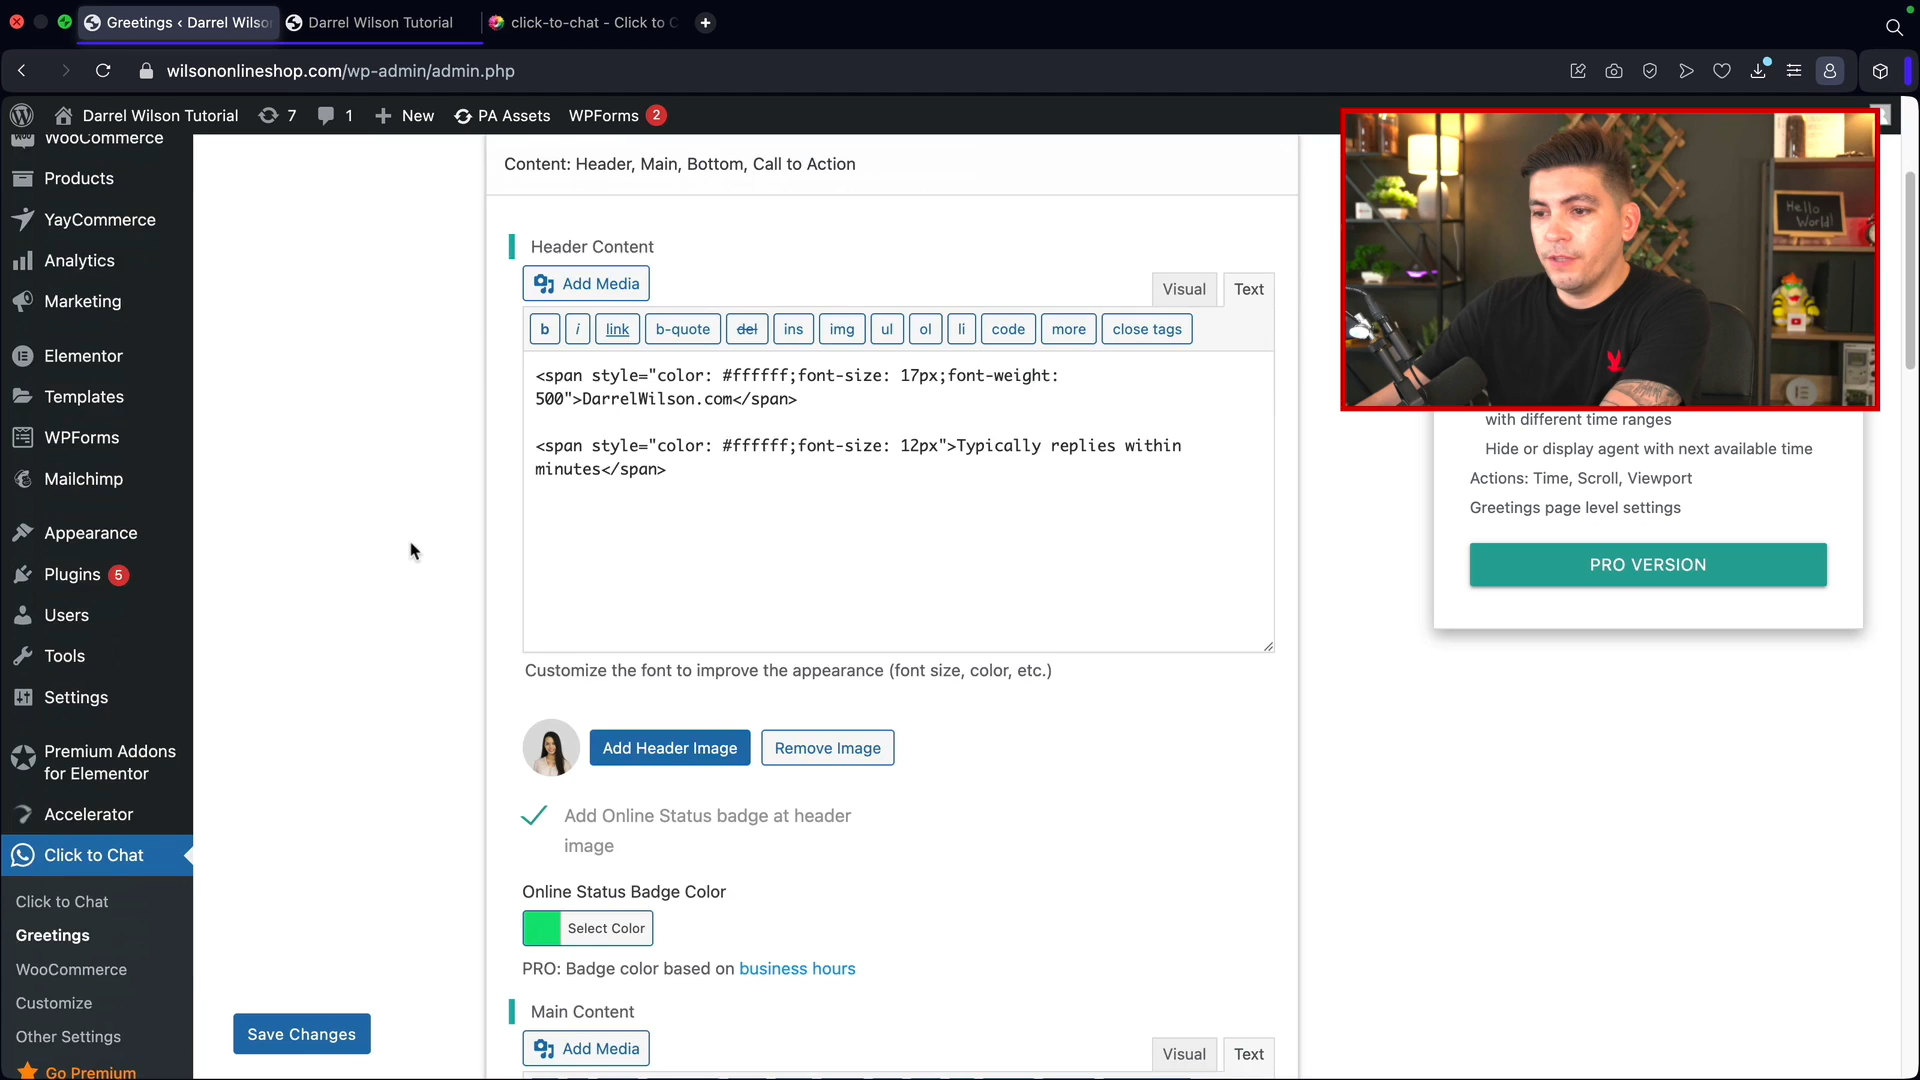 Greetings ‹ Darrel Wilso
Darrel Wilson Tutorial
click-to-chat - Click to C
wilsononlineshop.com/wp-admin/admin.php
Darrel Wilson Tutorial
7
1
New
PA Assets
WPForms
2
WooCommerce
Products
YayCommerce
Analytics
Marketing
Elementor
Templates
WPForms
Mailchimp
Appearance
Plugins 5
Users
Tools
Settings
Premium Addons
for Elementor
Accelerator
Click to Chat
Click to Chat
Greetings
WooCommerce
Customize
Other Settings
Go Premium
Save Changes
Content: Header, Main, Bottom, Call to Action
Header Content
Add Media
Visual
Text
b
i
link
b-quote
del
ins
img
ul
ol
li
code
more
close tags
<span style="color: #ffffff;font-size: 17px;font-weight:
500">DarrelWilson.com</span>
<span style="color: #ffffff;font-size: 12px">Typically replies within
minutes</span>
Customize the font to improve the appearance (font size, color, etc.)
Add Header Image
Remove Image
Add Online Status badge at header
image
Online Status Badge Color
Select Color
PRO: Badge color based on business hours
Main Content
Add Media
Visual
Text
Hello
World!
with different time ranges
Hide or display agent with next available time
Actions: Time, Scroll, Viewport
Greetings page level settings
PRO VERSION